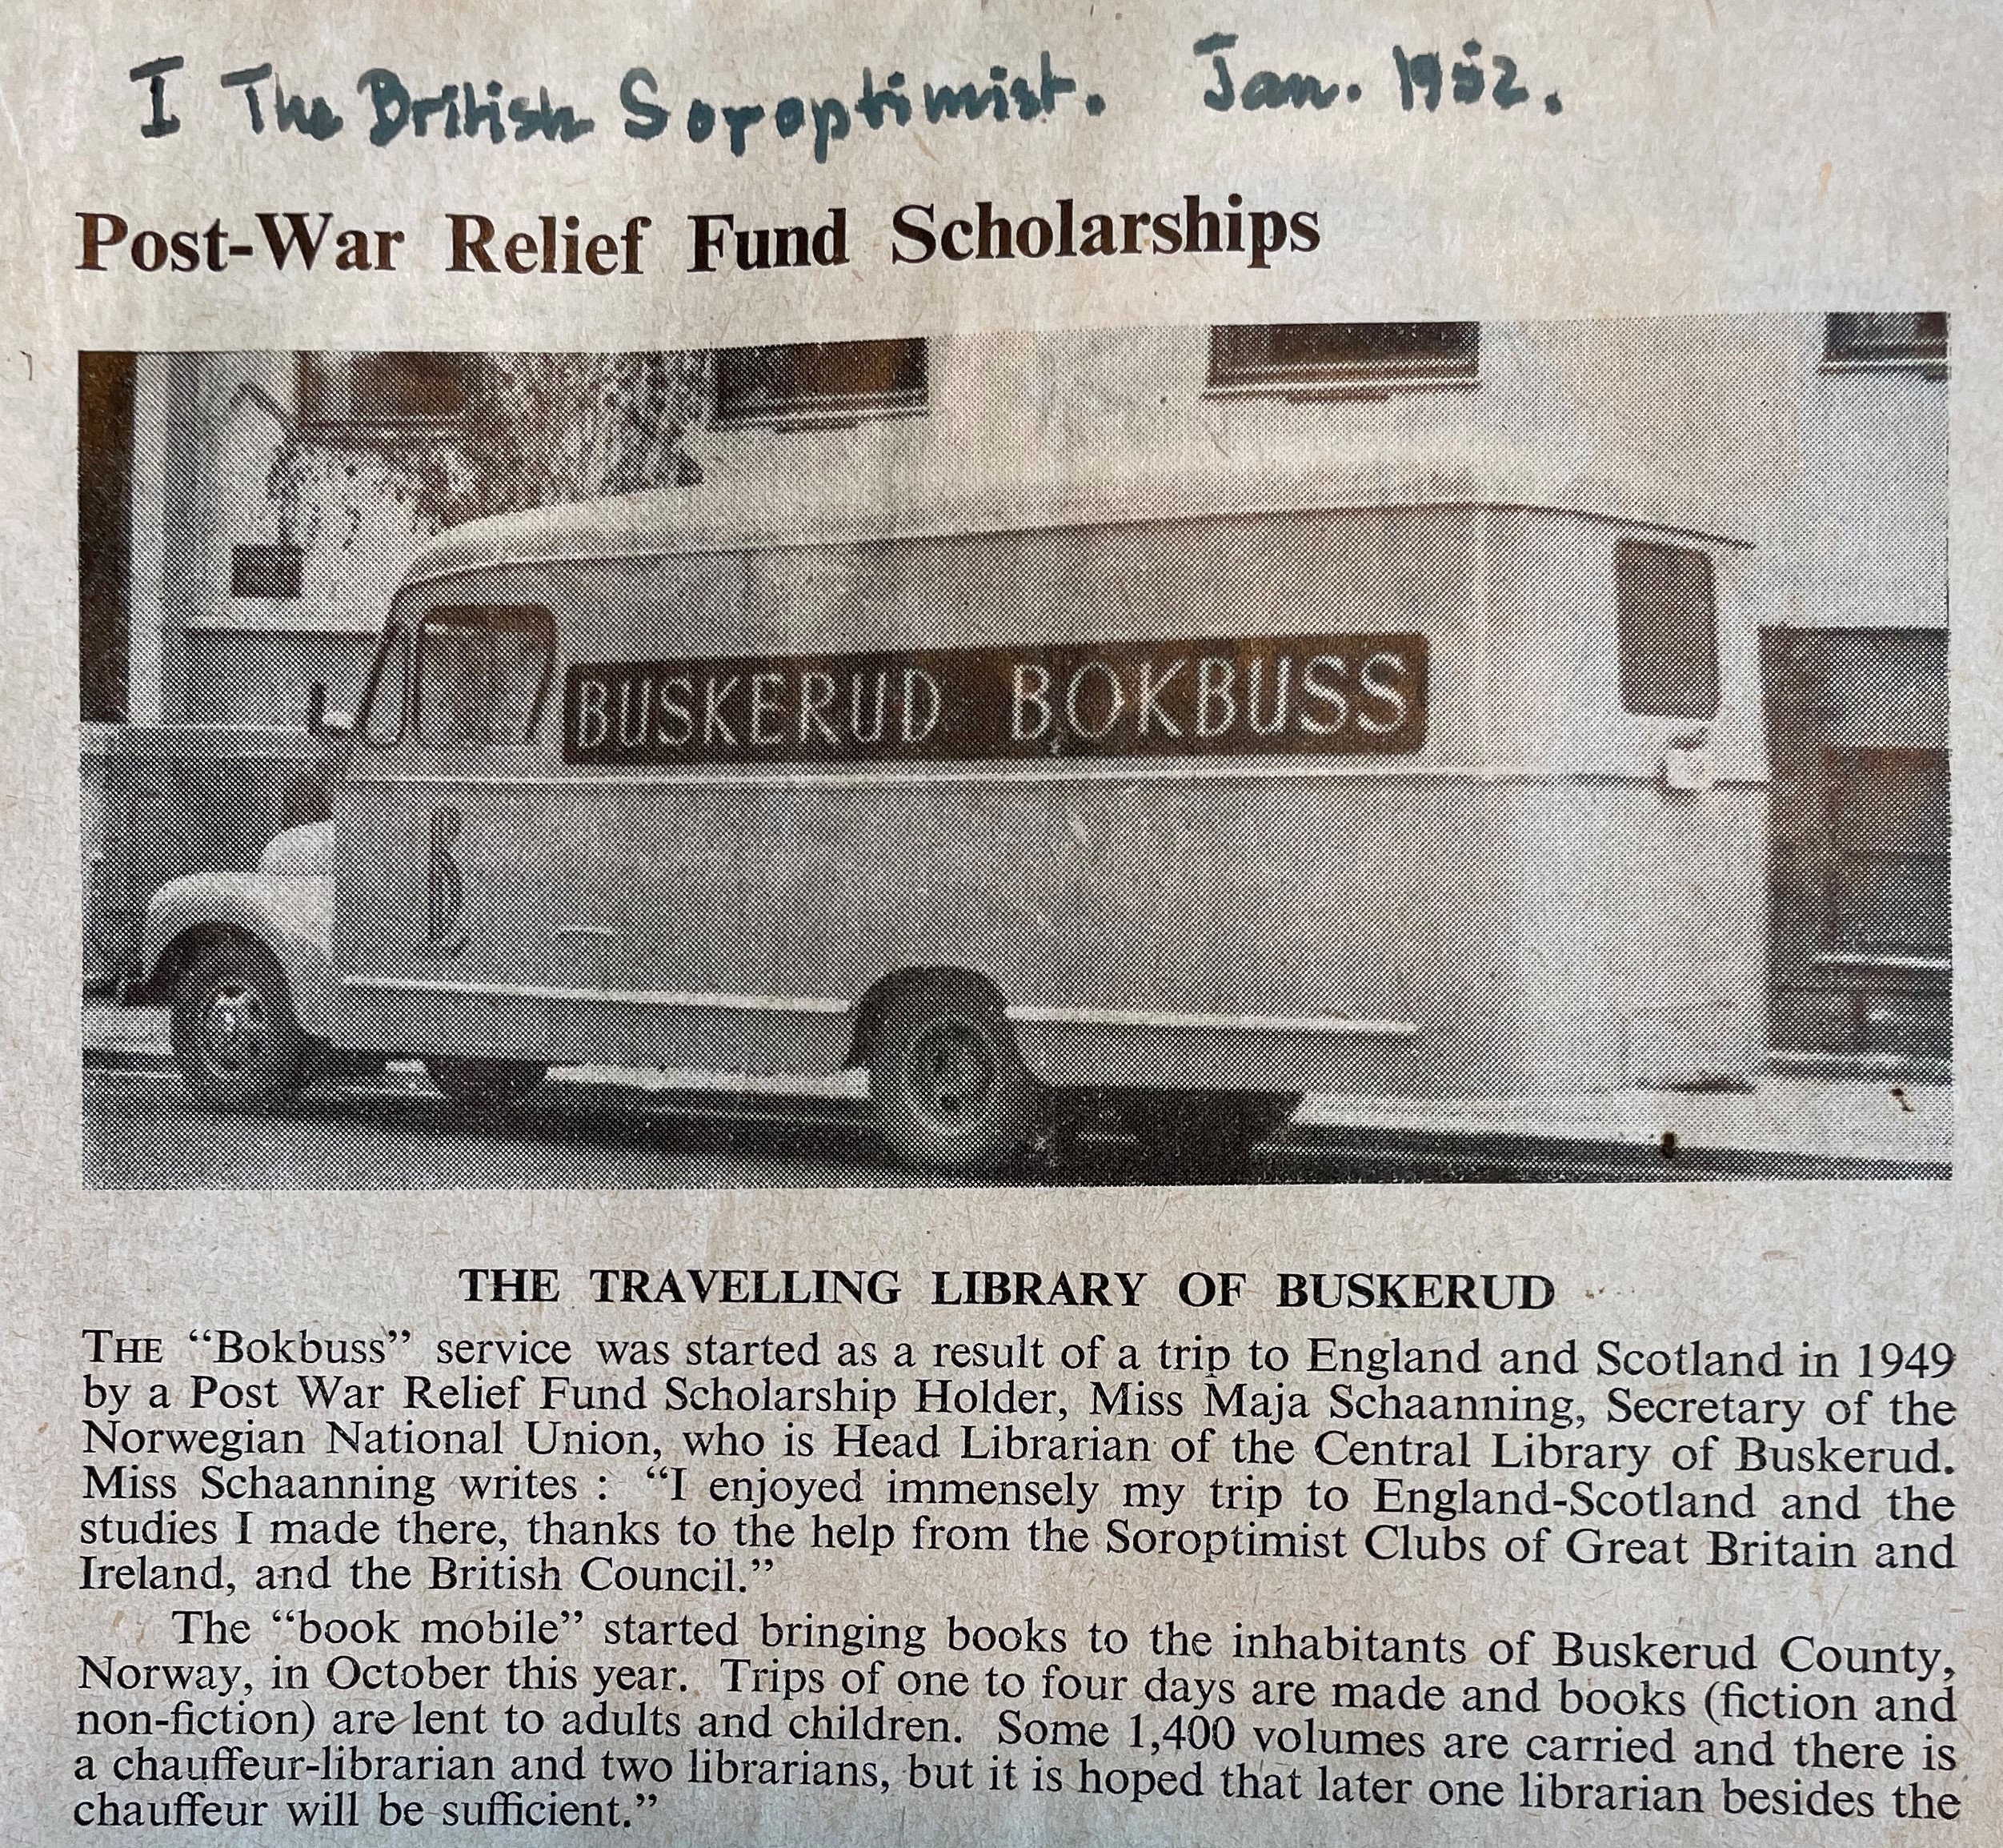 I The British Soroptimist. Jan. 1952.
Post-War Relief Fund Scholarships
BUSKERUD BOKBUSS
B
THE TRAVELLING LIBRARY OF BUSKERUD
THE “Bokbuss” service was started as a result of a trip to England and Scotland in 1949
by a Post War Relief Fund Scholarship Holder, Miss Maja Schaanning, Secretary of the
Norwegian National Union, who is Head Librarian of the Central Library of Buskerud.
Miss Schaanning writes : “I enjoyed immensely my trip to England-Scotland and the
studies I made there, thanks to the help from the Soroptimist Clubs of Great Britain and
Ireland, and the British Council.”
The “book mobile” started bringing books to the inhabitants of Buskerud County,
Norway, in October this year. Trips of one to four days are made and books (fiction and
non-fiction) are lent to adults and children. Some 1,400 volumes are carried and there is
a chauffeur-librarian and two librarians, but it is hoped that later one librarian besides the
chauffeur will be sufficient.”